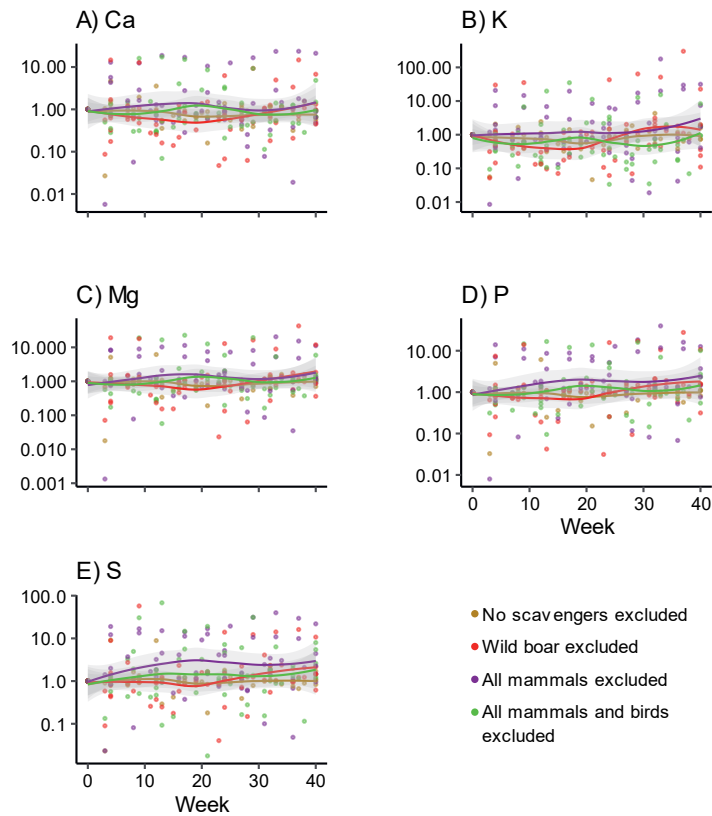 A) Ca
10.00
1.00
0.10
0.01
B) K
100.00
10.00
1.00
0.10
0.01
C) Mg
10.000
1.000
0.100
0.010
0.001
D) P
10.00
1.00
0.10
0.01
0 10 20 30 40
Week
E) S
100.0
10.0
1.0
0.1
0 10 20 30 40
Week
No scavengers excluded
Wild boar excluded
All mammals excluded
All mammals and birds
excluded